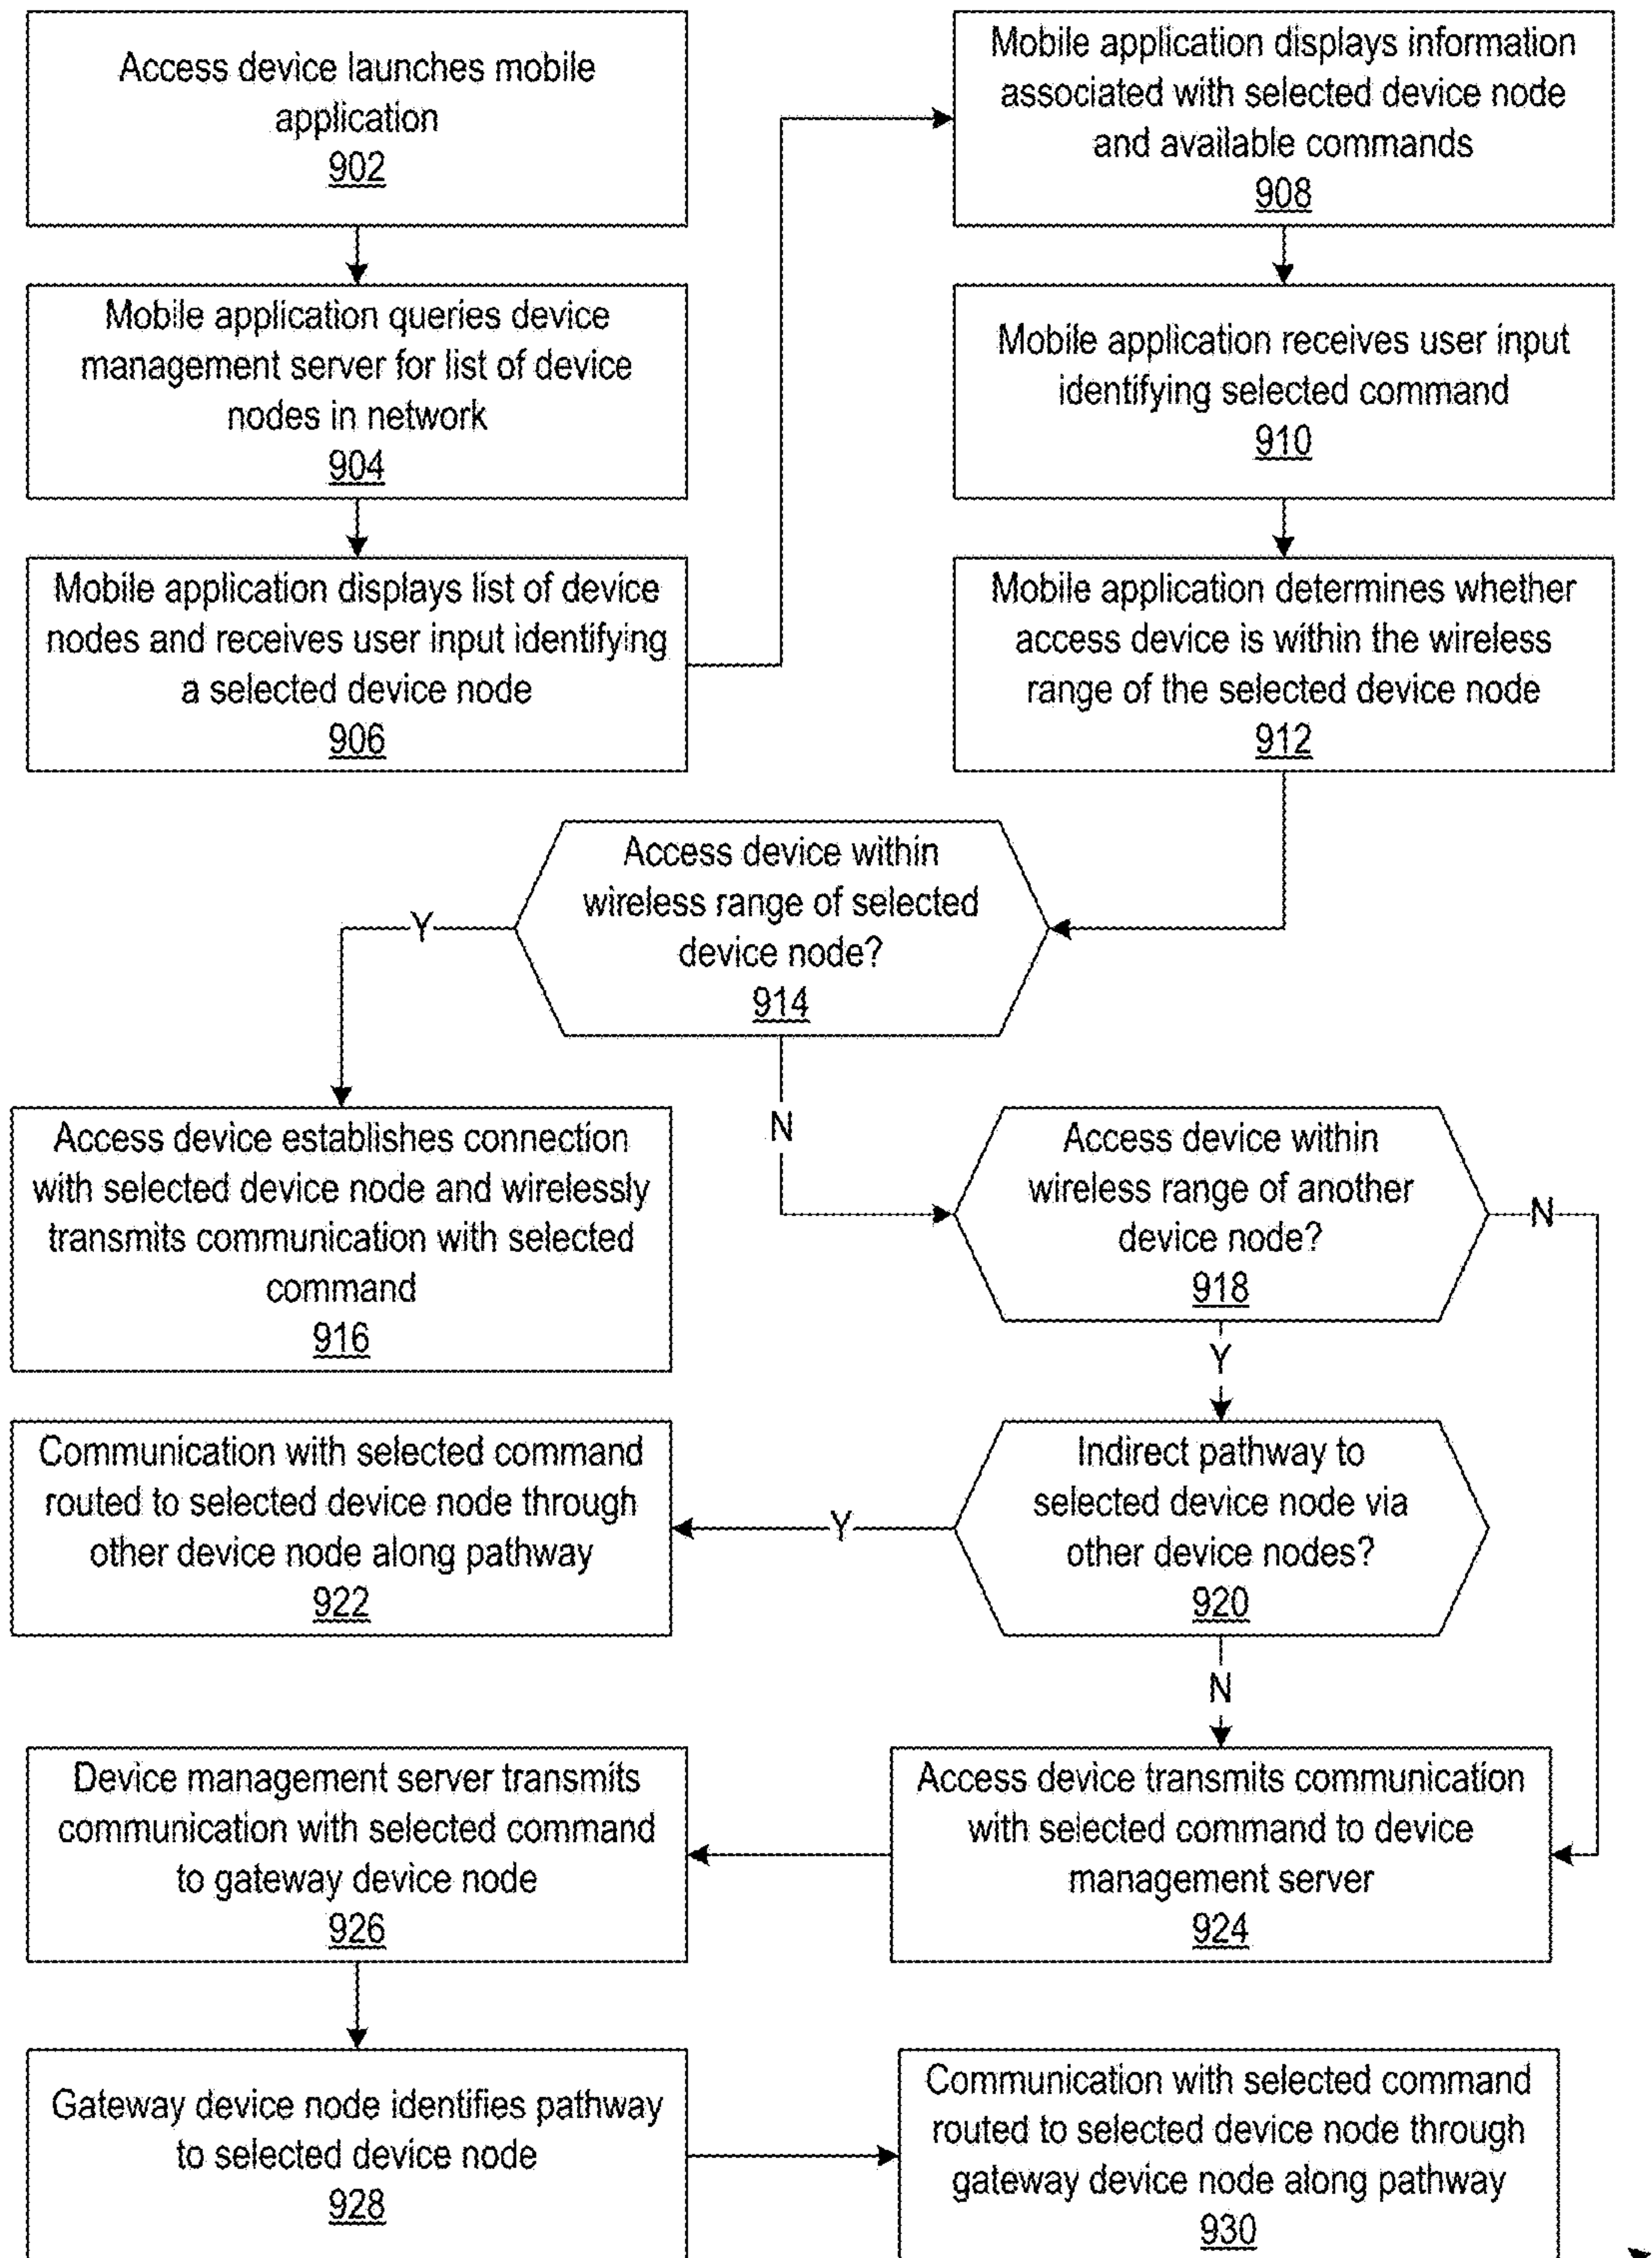 Access device launches mobile
application
902
Mobile application queries device
management server for list of device
nodes in network
904
Mobile application displays list of device
nodes and receives user input identifying
a selected device node
906
Mobile application displays information
associated with selected device node
and available commands
908
Mobile application receives user input
identifying selected command
910
Mobile application determines whether
access device is within the wireless
range of the selected device node
912
Access device within
wireless range of selected
device node?
914
Y
N
Access device establishes connection
with selected device node and wirelessly
transmits communication with selected
command
916
Access device within
wireless range of another
device node?
918
N
Y
Indirect pathway to
selected device node via
other device nodes?
920
Y
Communication with selected command
routed to selected device node through
other device node along pathway
922
N
Access device transmits communication
with selected command to device
management server
924
Device management server transmits
communication with selected command
to gateway device node
926
Gateway device node identifies pathway
to selected device node
928
Communication with selected command
routed to selected device node through
gateway device node along pathway
930